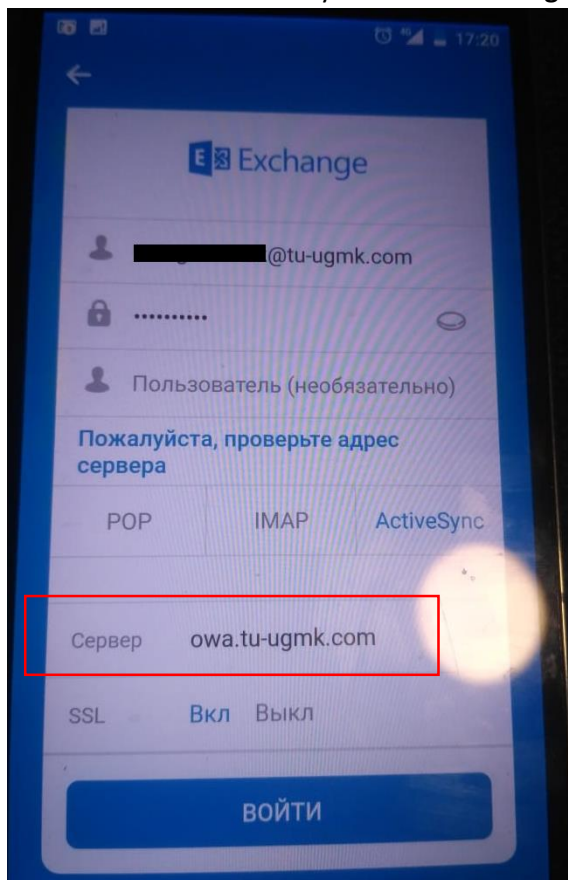 17:20
Exchange
@tu-ugmk.com
Пользователь (необязательно)
Пожалуйста, проверьте адрес
сервера
POP IMAP ActiveSync
Сервер owa.tu-ugmk.com
SSL Вкл Выкл
ВОЙТИ